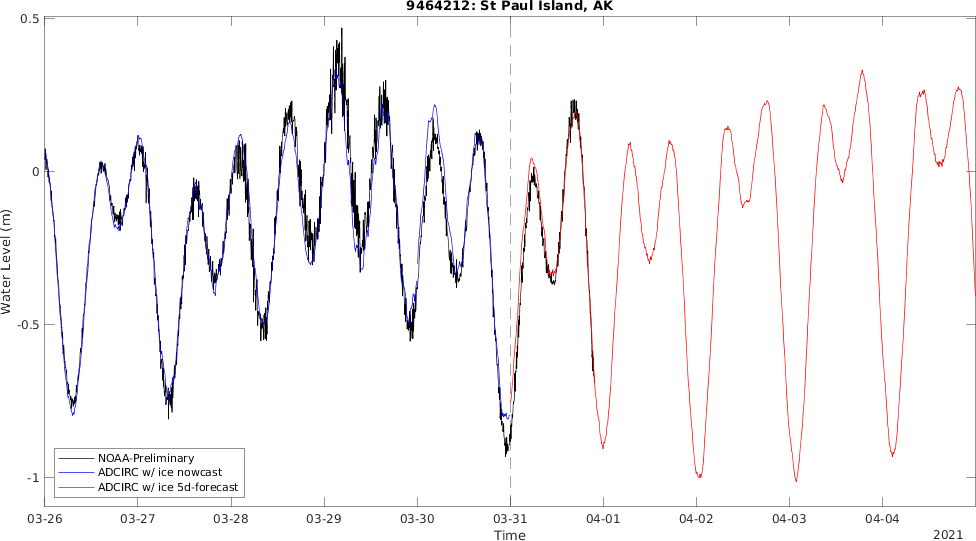 9464212: St Paul Island, AK
Water Level (m)
0.5
0
-0.5
-1
NOAA-Preliminary
ADCIRC w/ ice nowcast
ADCIRC w/ ice 5d-forecast
03-26 03-27 03-28 03-29 03-30 03-31 04-01 04-02 04-03 04-04
Time
2021